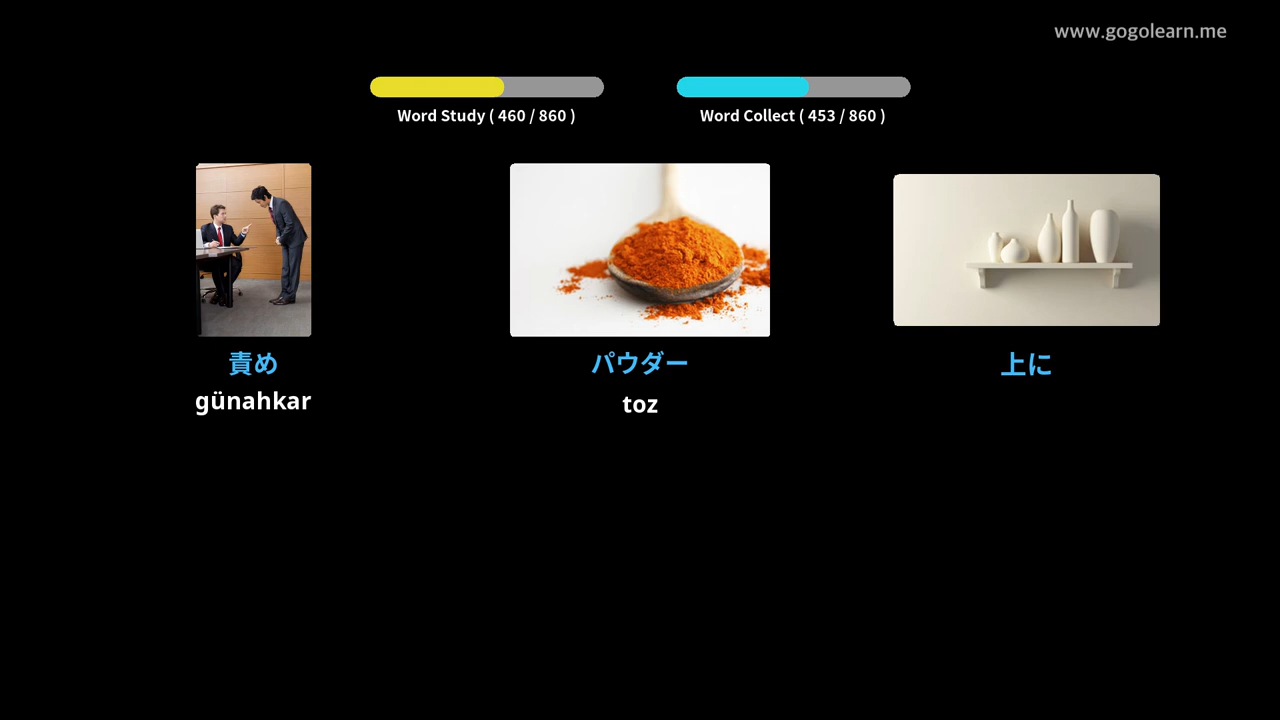 www.gogolearn.me
Word Study ( 460 / 860 )
Word Collect ( 453 / 860 )
責め
günahkar
パウダー
toz
上に